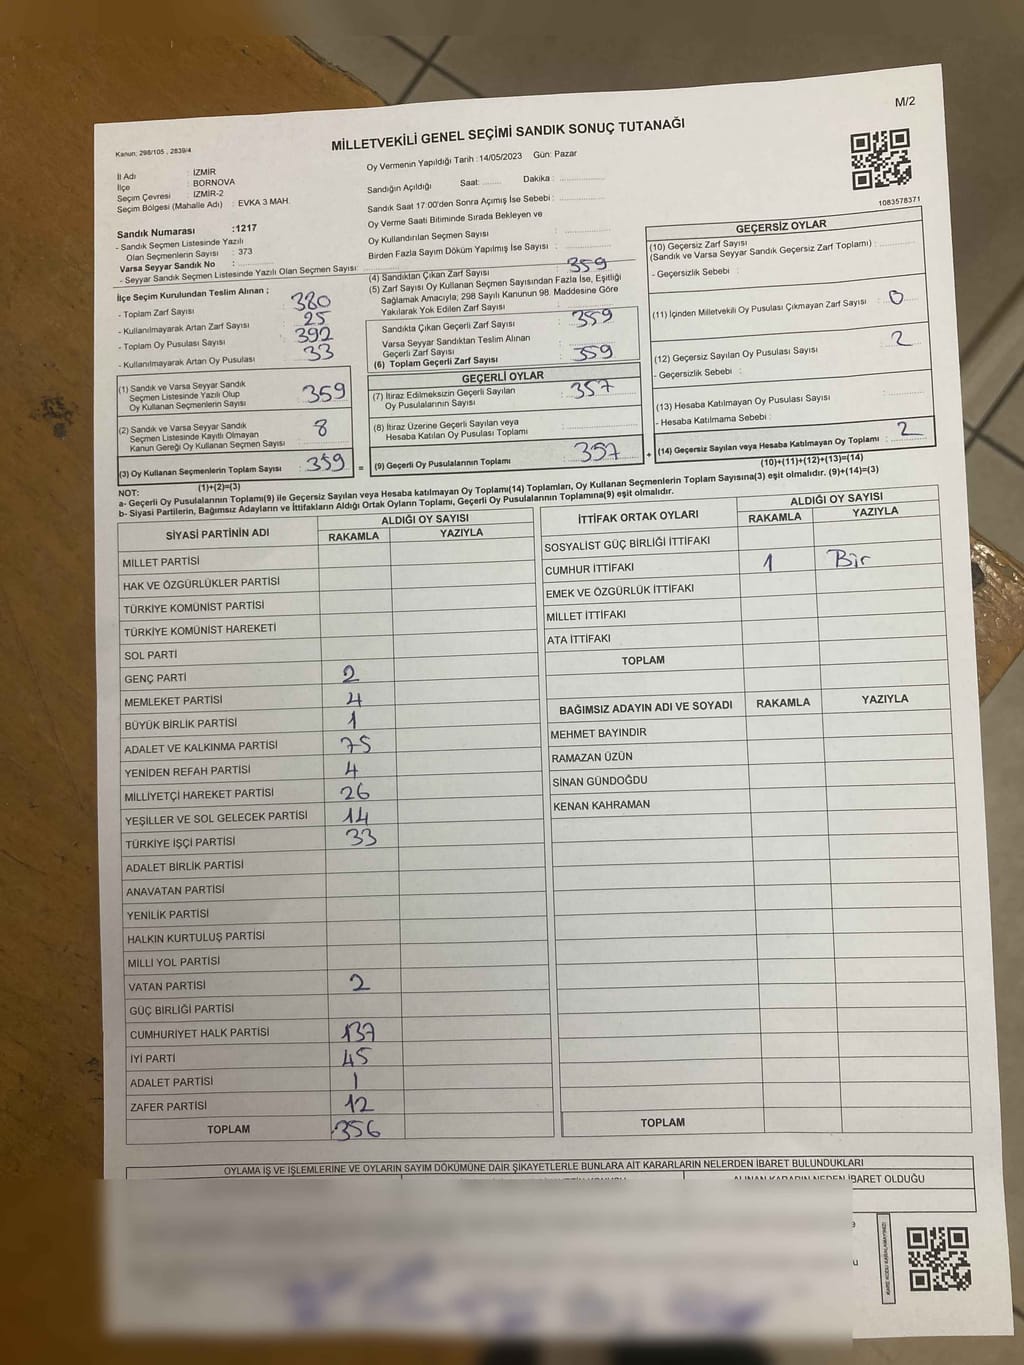 M/2
Kanun; 298/105 , 2839/4
MİLLETVEKİLİ GENEL SEÇİMİ SANDIK SONUÇ TUTANAĞI
İl Adı : İZMİR
İlçe : BORNOVA
Seçim Çevresi : İZMİR-2
Seçim Bölgesi (Mahalle Adı) : EVKA 3 MAH.
Sandık Numarası :1217
- Sandık Seçmen Listesinde Yazılı
Olan Seçmenlerin Sayısı : 373
Varsa Seyyar Sandık No :
- Seyyar Sandık Seçmen Listesinde Yazılı Olan Seçmen Sayısı:
Oy Vermenin Yapıldığı Tarih : 14/05/2023 Gün: Pazar
Sandığın Açıldığı Saat: Dakika :
Sandık Saat 17:00'den Sonra Açımış İse Sebebi :
Oy Verme Saati Bitiminde Sırada Bekleyen ve
Oy Kullandırılan Seçmen Sayısı :
Birden Fazla Sayım Döküm Yapılmış İse Sayısı :
1083578371
İlçe Seçim Kurulundan Teslim Alınan ;
- Toplam Zarf Sayısı : 380
- Kullanılmayarak Artan Zarf Sayısı : 25
- Toplam Oy Pusulası Sayısı : 392
- Kullanılmayarak Artan Oy Pusulası : 33
(1) Sandık ve Varsa Seyyar Sandık
Seçmen Listesinde Yazılı Olup
Oy Kullanan Seçmenlerin Sayısı : 359
(2) Sandık ve Varsa Seyyar Sandık
Seçmen Listesinde Kayıtlı Olmayan
Kanun Gereği Oy Kullanan Seçmen Sayısı : 8
(3) Oy Kullanan Seçmenlerin Toplam Sayısı : 359 =
(1)+(2)=(3)
(4) Sandıktan Çıkan Zarf Sayısı : 359
(5) Zarf Sayısı Oy Kullanan Seçmen Sayısından Fazla İse, Eşitliği
Sağlamak Amacıyla; 298 Sayılı Kanunun 98. Maddesine Göre
Yakılarak Yok Edilen Zarf Sayısı :
Sandıkta Çıkan Geçerli Zarf Sayısı : 359
Varsa Seyyar Sandıktan Teslim Alınan
Geçerli Zarf Sayısı :
(6) Toplam Geçerli Zarf Sayısı : 359
GEÇERLİ OYLAR
(7) İtiraz Edilmeksizin Geçerli Sayılan
Oy Pusulalarının Sayısı : 357
(8) İtiraz Üzerine Geçerli Sayılan veya
Hesaba Katılan Oy Pusulası Toplamı :
(9) Geçerli Oy Pusulalarının Toplamı : 357 +
GEÇERSİZ OYLAR
(10) Geçersiz Zarf Sayısı
(Sandık ve Varsa Seyyar Sandık Geçersiz Zarf Toplamı) :
- Geçersizlik Sebebi :
(11) İçinden Milletvekili Oy Pusulası Çıkmayan Zarf Sayısı : 0
(12) Geçersiz Sayılan Oy Pusulası Sayısı : 2
- Geçersizlik Sebebi :
(13) Hesaba Katılmayan Oy Pusulası Sayısı :
- Hesaba Katılmama Sebebi :
(14) Geçersiz Sayılan veya Hesaba Katılmayan Oy Toplamı : 2
(10)+(11)+(12)+(13)=(14)
NOT:
a- Geçerli Oy Pusulalarının Toplamı(9) ile Geçersiz Sayılan veya Hesaba katılmayan Oy Toplamı(14) Toplamları, Oy Kullanan Seçmenlerin Toplam Sayısına(3) eşit olmalıdır. (9)+(14)=(3)
b- Siyasi Partilerin, Bağımsız Adayların ve İttifakların Aldığı Ortak Oyların Toplamı, Geçerli Oy Pusulalarının Toplamına(9) eşit olmalıdır.
SİYASİ PARTİNİN ADI ALDIĞI OY SAYISI
RAKAMLA YAZIYLA
MİLLET PARTİSİ
HAK VE ÖZGÜRLÜKLER PARTİSİ
TÜRKİYE KOMÜNİST PARTİSİ
TÜRKİYE KOMÜNİST HAREKETİ
SOL PARTİ
GENÇ PARTİ 2
MEMLEKET PARTİSİ 4
BÜYÜK BİRLİK PARTİSİ 1
ADALET VE KALKINMA PARTİSİ 75
YENİDEN REFAH PARTİSİ 4
MİLLİYETÇİ HAREKET PARTİSİ 26
YEŞİLLER VE SOL GELECEK PARTİSİ 14
TÜRKİYE İŞÇİ PARTİSİ 33
ADALET BİRLİK PARTİSİ
ANAVATAN PARTİSİ
YENİLİK PARTİSİ
HALKIN KURTULUŞ PARTİSİ
MİLLİ YOL PARTİSİ
VATAN PARTİSİ 2
GÜÇ BİRLİĞİ PARTİSİ
CUMHURİYET HALK PARTİSİ 137
İYİ PARTİ 45
ADALET PARTİSİ 1
ZAFER PARTİSİ 12
TOPLAM 356
İTTİFAK ORTAK OYLARI ALDIĞI OY SAYISI
RAKAMLA YAZIYLA
SOSYALİST GÜÇ BİRLİĞİ İTTİFAKI
CUMHUR İTTİFAKI 1 Bir
EMEK VE ÖZGÜRLÜK İTTİFAKI
MİLLET İTTİFAKI
ATA İTTİFAKI
TOPLAM
BAĞIMSIZ ADAYIN ADI VE SOYADI RAKAMLA YAZIYLA
MEHMET BAYINDIR
RAMAZAN ÜZÜN
SİNAN GÜNDOĞDU
KENAN KAHRAMAN
TOPLAM
OYLAMA İŞ VE İŞLEMLERİNE VE OYLARIN SAYIM DÖKÜMÜNE DAİR ŞİKAYETLERLE BUNLARA AİT KARARLARIN NELERDEN İBARET BULUNDUKLARI
ALINAN KARARIN NEDEN İBARET OLDUĞU